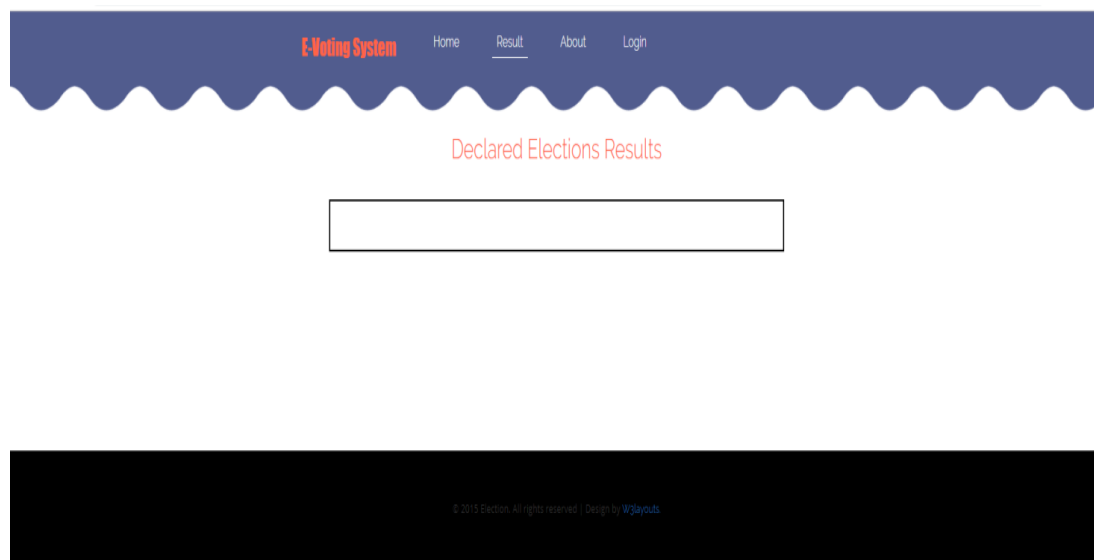 E-Voting System Home Result About Login
Declared Elections Results
© 2015 Election. All rights reserved | Design by W3layouts.